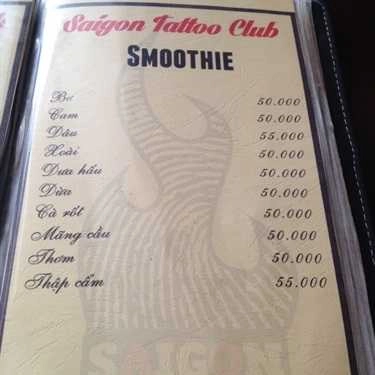 Saigon Tattoo Club
SMOOTHIE
Bơ 50.000
Cam 50.000
Dâu 55.000
Xoài 50.000
Dưa hấu 50.000
Dừa 50.000
Cà rốt 50.000
Mãng cầu 50.000
Thơm 50.000
Thập cẩm 55.000
SAIGON